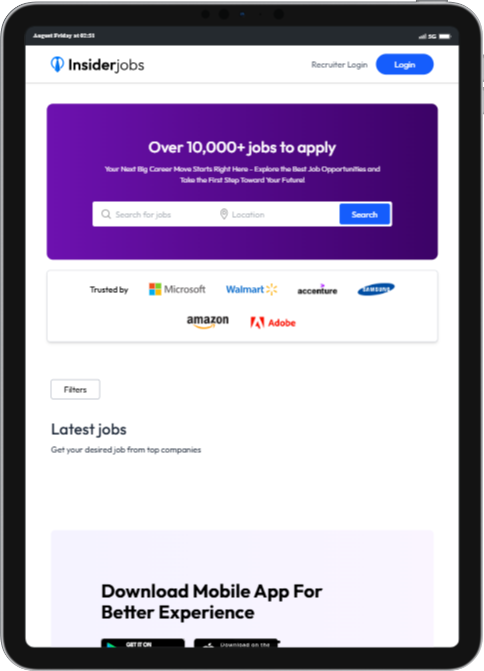 August Friday at 02:21
5G
Insiderjobs
Recruiter Login
Login
Over 10,000+ jobs to apply
Your Next Big Career Move Starts Right Here - Explore the Best Job Opportunities and
Take the First Step Toward Your Future!
Search for jobs
Location
Search
Trusted by
Microsoft
Walmart
accenture
SAMSUNG
amazon
Adobe
Filters
Latest jobs
Get your desired job from top companies
Download Mobile App For
Better Experience
GET IT ON
Download on the